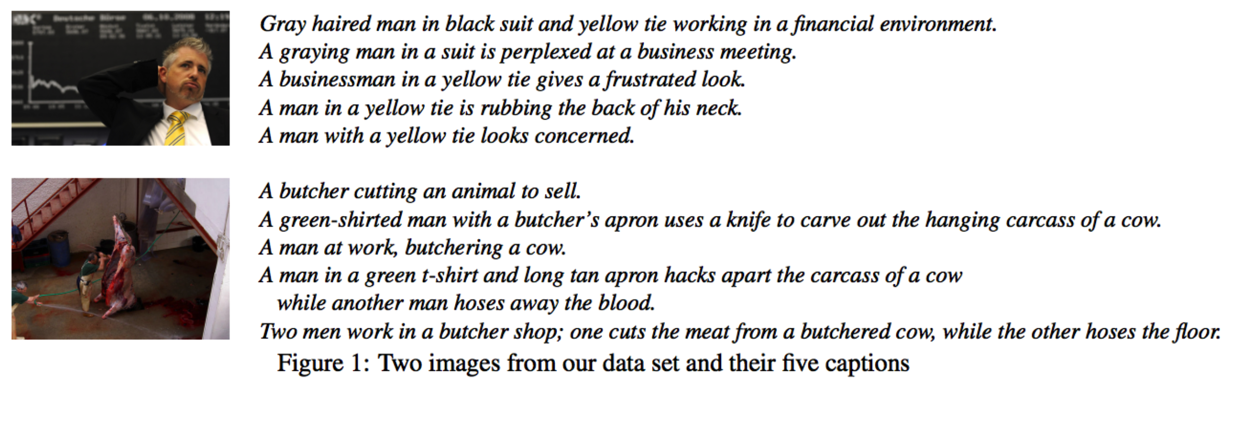 Deutsche Börse 06.10.2008
Gray haired man in black suit and yellow tie working in a financial environment.
A graying man in a suit is perplexed at a business meeting.
A businessman in a yellow tie gives a frustrated look.
A man in a yellow tie is rubbing the back of his neck.
A man with a yellow tie looks concerned.
A butcher cutting an animal to sell.
A green-shirted man with a butcher's apron uses a knife to carve out the hanging carcass of a cow.
A man at work, butchering a cow.
A man in a green t-shirt and long tan apron hacks apart the carcass of a cow
while another man hoses away the blood.
Two men work in a butcher shop; one cuts the meat from a butchered cow, while the other hoses the floor.
Figure 1: Two images from our data set and their five captions